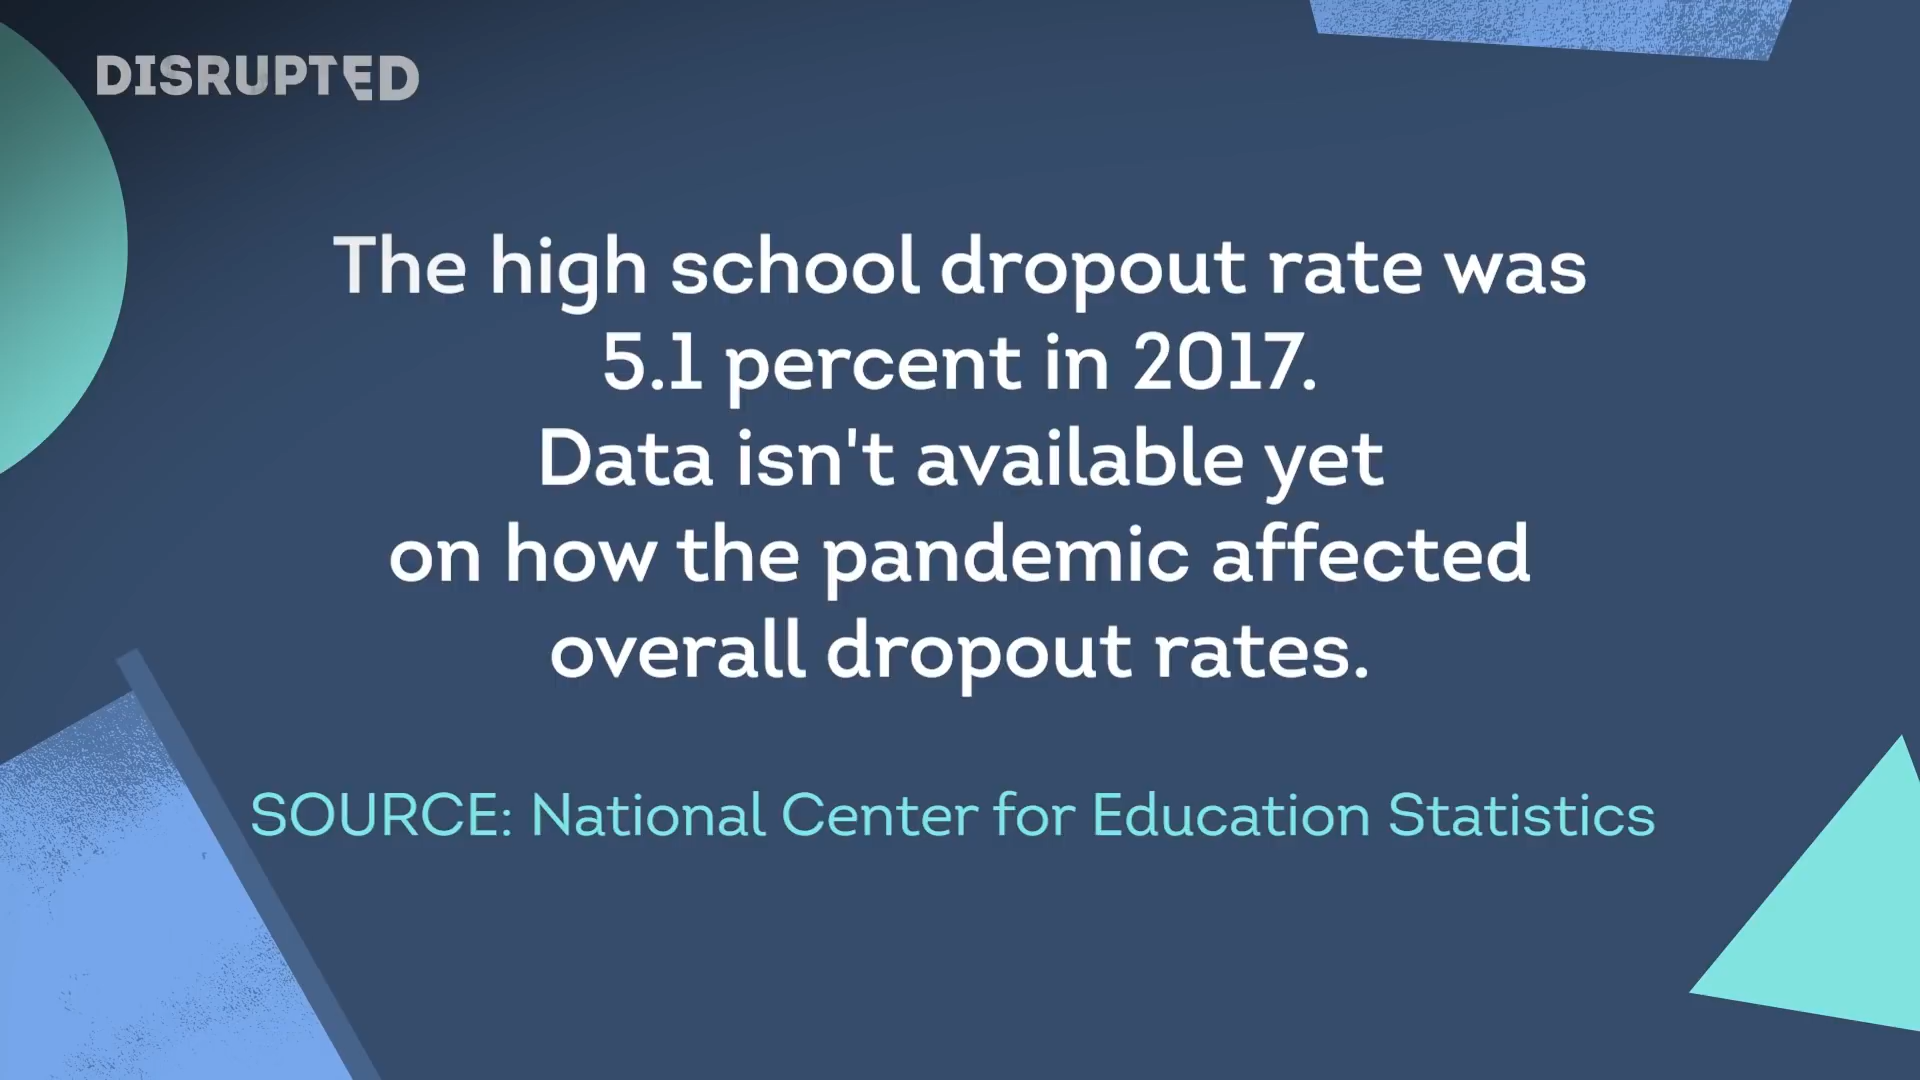 DISRUPTED
The high school dropout rate was
5.1 percent in 2017.
Data isn't available yet
on how the pandemic affected
overall dropout rates.
SOURCE: National Center for Education Statistics